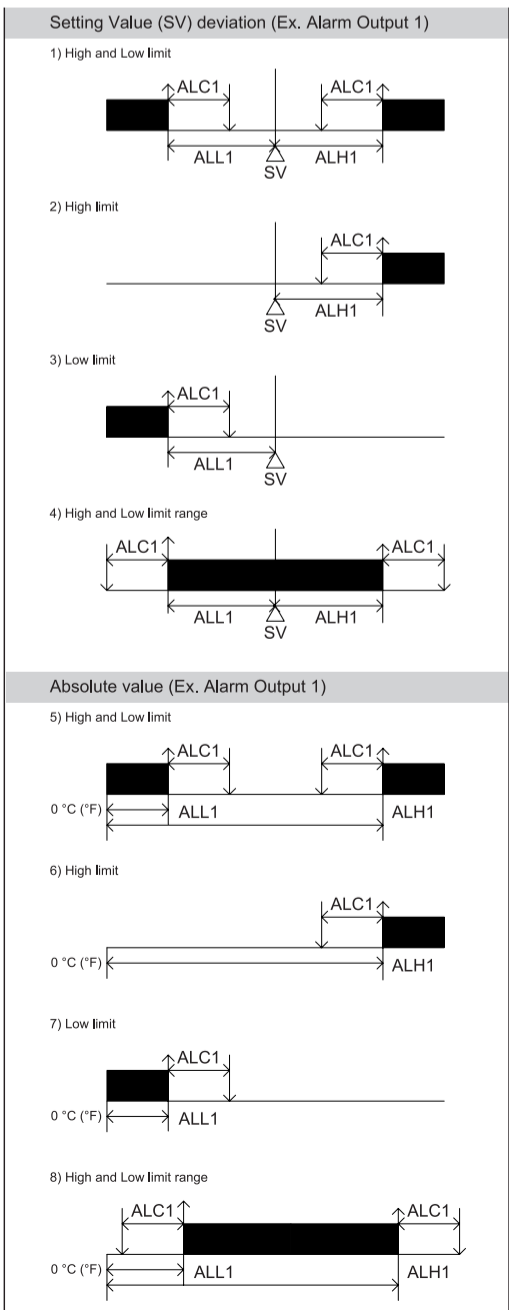 Setting Value (SV) deviation (Ex. Alarm Output 1)
1) High and Low limit
ALC1 ALC1
ALL1 ALH1
SV
2) High limit
ALC1
ALH1
SV
3) Low limit
ALC1
ALL1
SV
4) High and Low limit range
ALC1 ALC1
ALL1 ALH1
SV
Absolute value (Ex. Alarm Output 1)
5) High and Low limit
ALC1 ALC1
0 °C (°F) ALL1 ALH1
6) High limit
ALC1
0 °C (°F) ALH1
7) Low limit
ALC1
0 °C (°F) ALL1
8) High and Low limit range
ALC1 ALC1
0 °C (°F) ALL1 ALH1